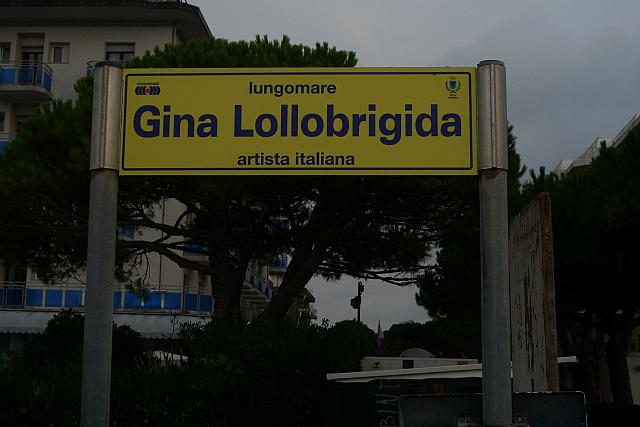 lungomare
Gina Lollobrigida
artista italiana